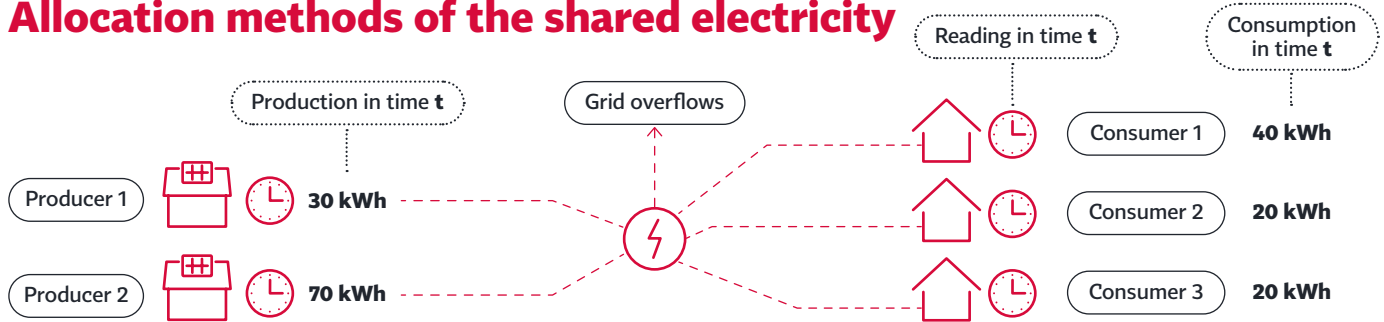 Allocation methods of the shared electricity
Reading in time t
Consumption
in time t
Production in time t
Grid overflows
Consumer 1
40 kWh
Producer 1
30 kWh
Consumer 2
20 kWh
Producer 2
70 kWh
Consumer 3
20 kWh